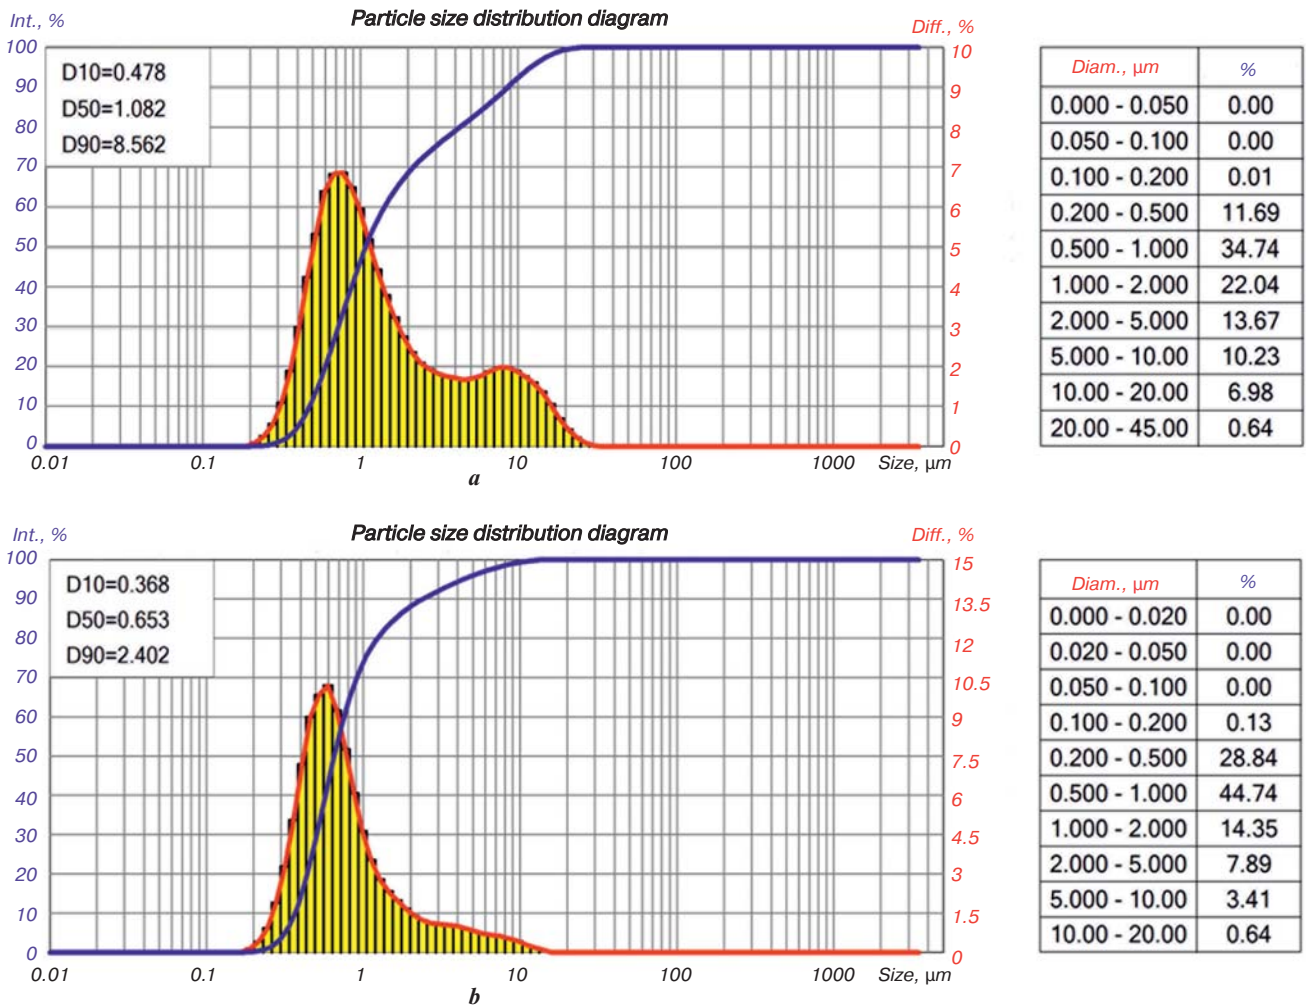 Int., %
Particle size distribution diagram
Diff., %
100
90
80
70
60
50
40
30
20
10
0
D10=0.478
D50=1.082
D90=8.562
10
9
8
7
6
5
4
3
2
1
0
0.01 0.1 1 10 100 1000 Size, μm
a
Diam., μm %
0.000 - 0.050 0.00
0.050 - 0.100 0.00
0.100 - 0.200 0.01
0.200 - 0.500 11.69
0.500 - 1.000 34.74
1.000 - 2.000 22.04
2.000 - 5.000 13.67
5.000 - 10.00 10.23
10.00 - 20.00 6.98
20.00 - 45.00 0.64
Int., %
Particle size distribution diagram
Diff., %
100
90
80
70
60
50
40
30
20
10
0
D10=0.368
D50=0.653
D90=2.402
15
13.5
12
10.5
9
7.5
6
4.5
3
1.5
0
0.01 0.1 1 10 100 1000 Size, μm
b
Diam., μm %
0.000 - 0.020 0.00
0.020 - 0.050 0.00
0.050 - 0.100 0.00
0.100 - 0.200 0.13
0.200 - 0.500 28.84
0.500 - 1.000 44.74
1.000 - 2.000 14.35
2.000 - 5.000 7.89
5.000 - 10.00 3.41
10.00 - 20.00 0.64